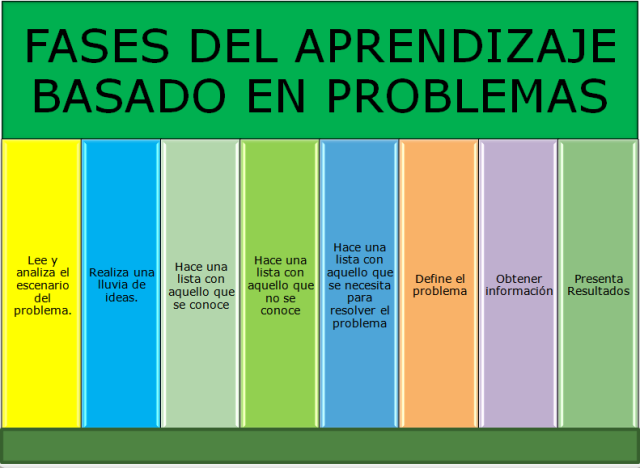 FASES DEL APRENDIZAJE
BASADO EN PROBLEMAS
Lee y
analiza el
escenario
del
problema.
Realiza una
lluvia de
ideas.
Hace una
lista con
aquello que
se conoce
Hace una
lista con
aquello que
no se
conoce
Hace una
lista con
aquello que
se necesita
para
resolver el
problema
Define el
problema
Obtener
información
Presenta
Resultados